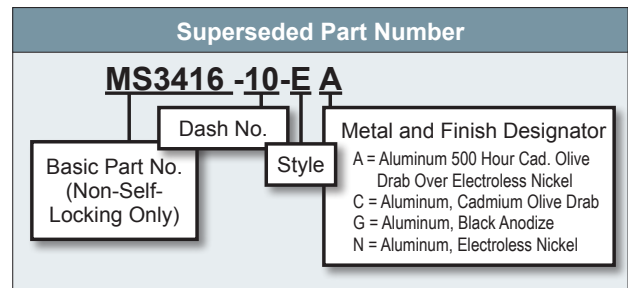 Superseded Part Number
MS3416 -10-E A
Basic Part No.
(Non-Self-
Locking Only)
Dash No.
Style
Metal and Finish Designator
A = Aluminum 500 Hour Cad. Olive
Drab Over Electroless Nickel
C = Aluminum, Cadmium Olive Drab
G = Aluminum, Black Anodize
N = Aluminum, Electroless Nickel